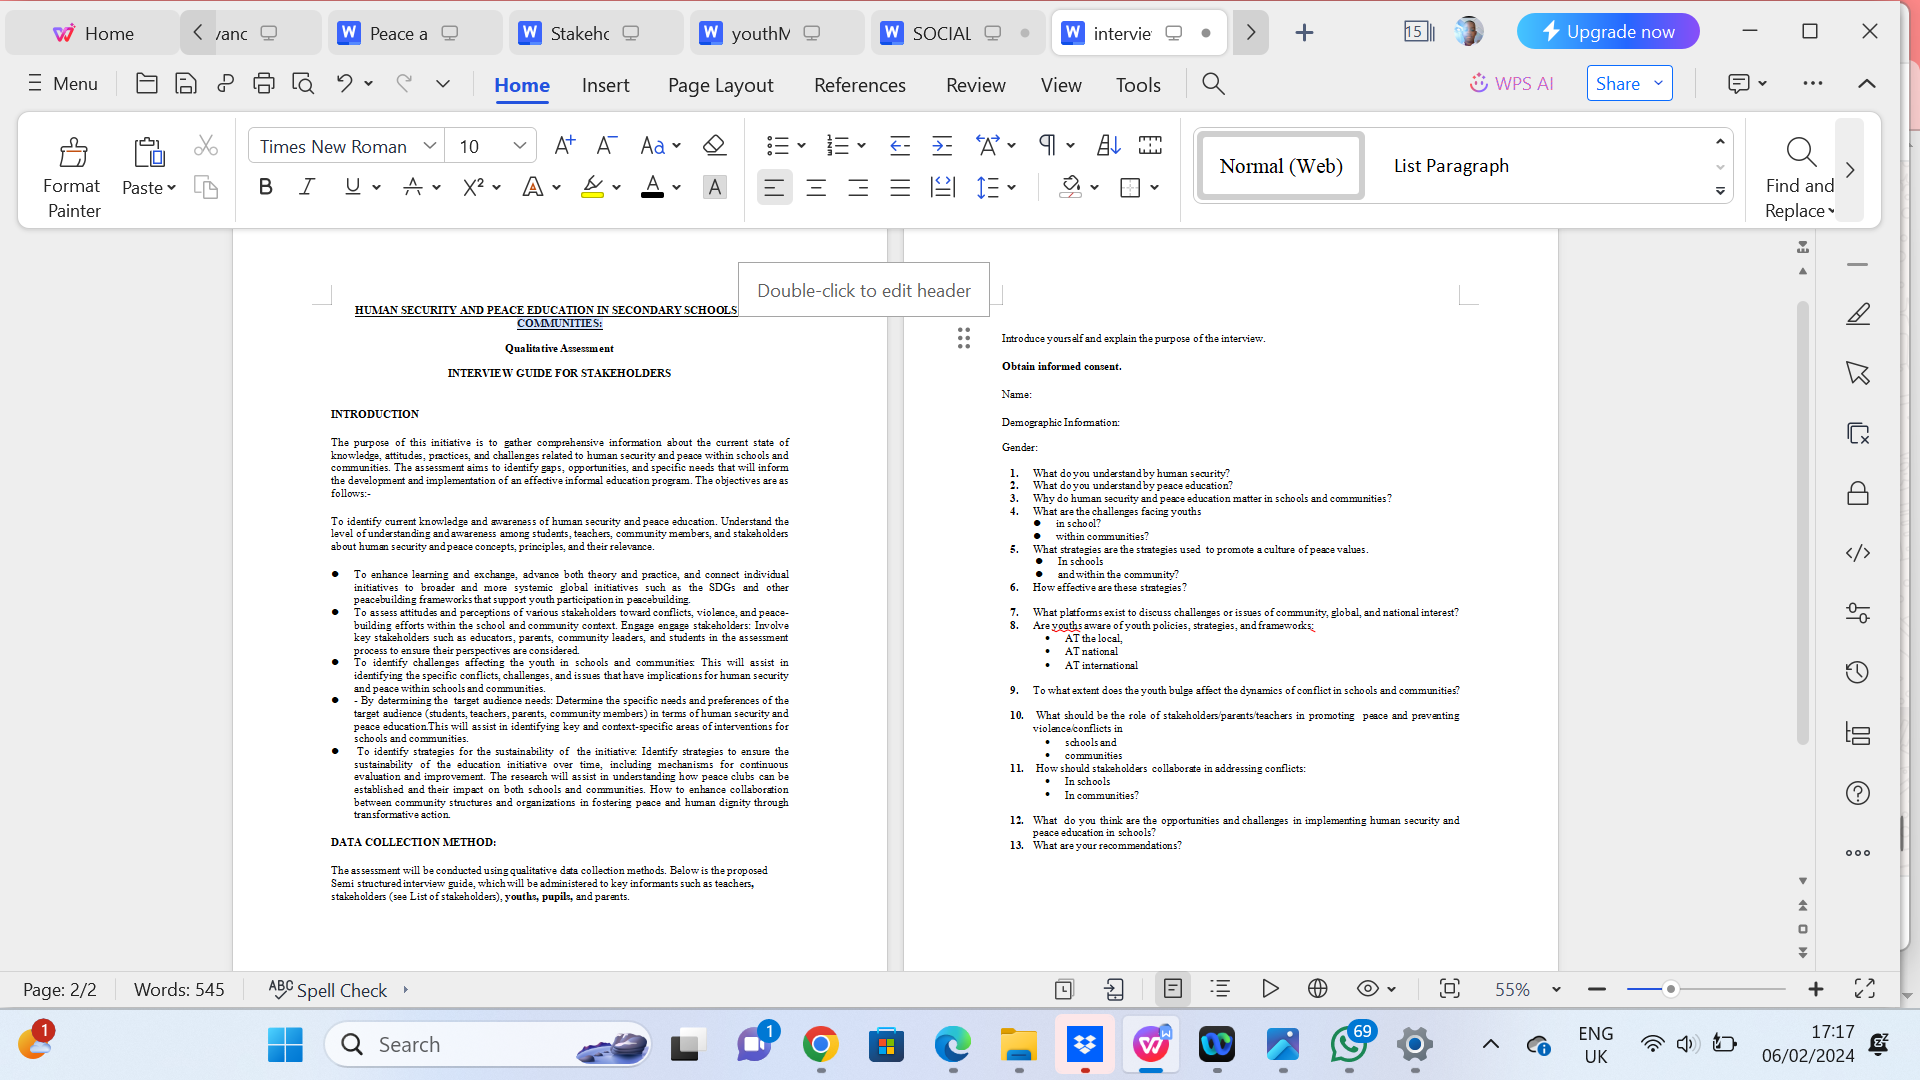 Home
vanc
Peace a
Stakeho
youthM
SOCIAL
intervie
15
Upgrade now
Menu
Home
Insert
Page Layout
References
Review
View
Tools
WPS AI
Share
Format
Painter
Paste
Times New Roman
10
Normal (Web)
List Paragraph
Find and
Replace
Double-click to edit header
HUMAN SECURITY AND PEACE EDUCATION IN SECONDARY SCHOOLS
COMMUNITIES:
Qualitative Assessment
INTERVIEW GUIDE FOR STAKEHOLDERS
INTRODUCTION
The purpose of this initiative is to gather comprehensive information about the current state of
knowledge, attitudes, practices, and challenges related to human security and peace within schools and
communities. The assessment aims to identify gaps, opportunities, and specific needs that will inform
the development and implementation of an effective informal education program. The objectives are as
follows:-
To identify current knowledge and awareness of human security and peace education. Understand the
level of understanding and awareness among students, teachers, community members, and stakeholders
about human security and peace concepts, principles, and their relevance.
● To enhance learning and exchange, advance both theory and practice, and connect individual
initiatives to broader and more systemic global initiatives such as the SDGs and other
peacebuilding frameworks that support youth participation in peacebuilding.
● To assess attitudes and perceptions of various stakeholders toward conflicts, violence, and peace-
building efforts within the school and community context. Engage engage stakeholders: Involve
key stakeholders such as educators, parents, community leaders, and students in the assessment
process to ensure their perspectives are considered.
● To identify challenges affecting the youth in schools and communities: This will assist in
identifying the specific conflicts, challenges, and issues that have implications for human security
and peace within schools and communities.
● - By determining the target audience needs: Determine the specific needs and preferences of the
target audience (students, teachers, parents, community members) in terms of human security and
peace education.This will assist in identifying key and context-specific areas of interventions for
schools and communities.
● To identify strategies for the sustainability of the initiative: Identify strategies to ensure the
sustainability of the education initiative over time, including mechanisms for continuous
evaluation and improvement. The research will assist in understanding how peace clubs can be
established and their impact on both schools and communities. How to enhance collaboration
between community structures and organizations in fostering peace and human dignity through
transformative action.
DATA COLLECTION METHOD:
The assessment will be conducted using qualitative data collection methods. Below is the proposed
Semi structured interview guide, which will be administered to key informants such as teachers,
stakeholders (see List of stakeholders), youths, pupils, and parents.
Introduce yourself and explain the purpose of the interview.
Obtain informed consent.
Name:
Demographic Information:
Gender:
1. What do you understand by human security?
2. What do you understand by peace education?
3. Why do human security and peace education matter in schools and communities?
4. What are the challenges facing youths
● in school?
● within communities?
5. What strategies are the strategies used to promote a culture of peace values.
● In schools
● and within the community?
6. How effective are these strategies?
7. What platforms exist to discuss challenges or issues of community, global, and national interest?
8. Are youths aware of youth policies, strategies, and frameworks;
• AT the local,
• AT national
• AT international
9. To what extent does the youth bulge affect the dynamics of conflict in schools and communities?
10. What should be the role of stakeholders/parents/teachers in promoting peace and preventing
violence/conflicts in
• schools and
• communities
11. How should stakeholders collaborate in addressing conflicts:
• In schools
• In communities?
12. What do you think are the opportunities and challenges in implementing human security and
peace education in schools?
13. What are your recommendations?
Page: 2/2
Words: 545
Spell Check
55%
1
Search
1
69
ENG
UK
17:17
06/02/2024